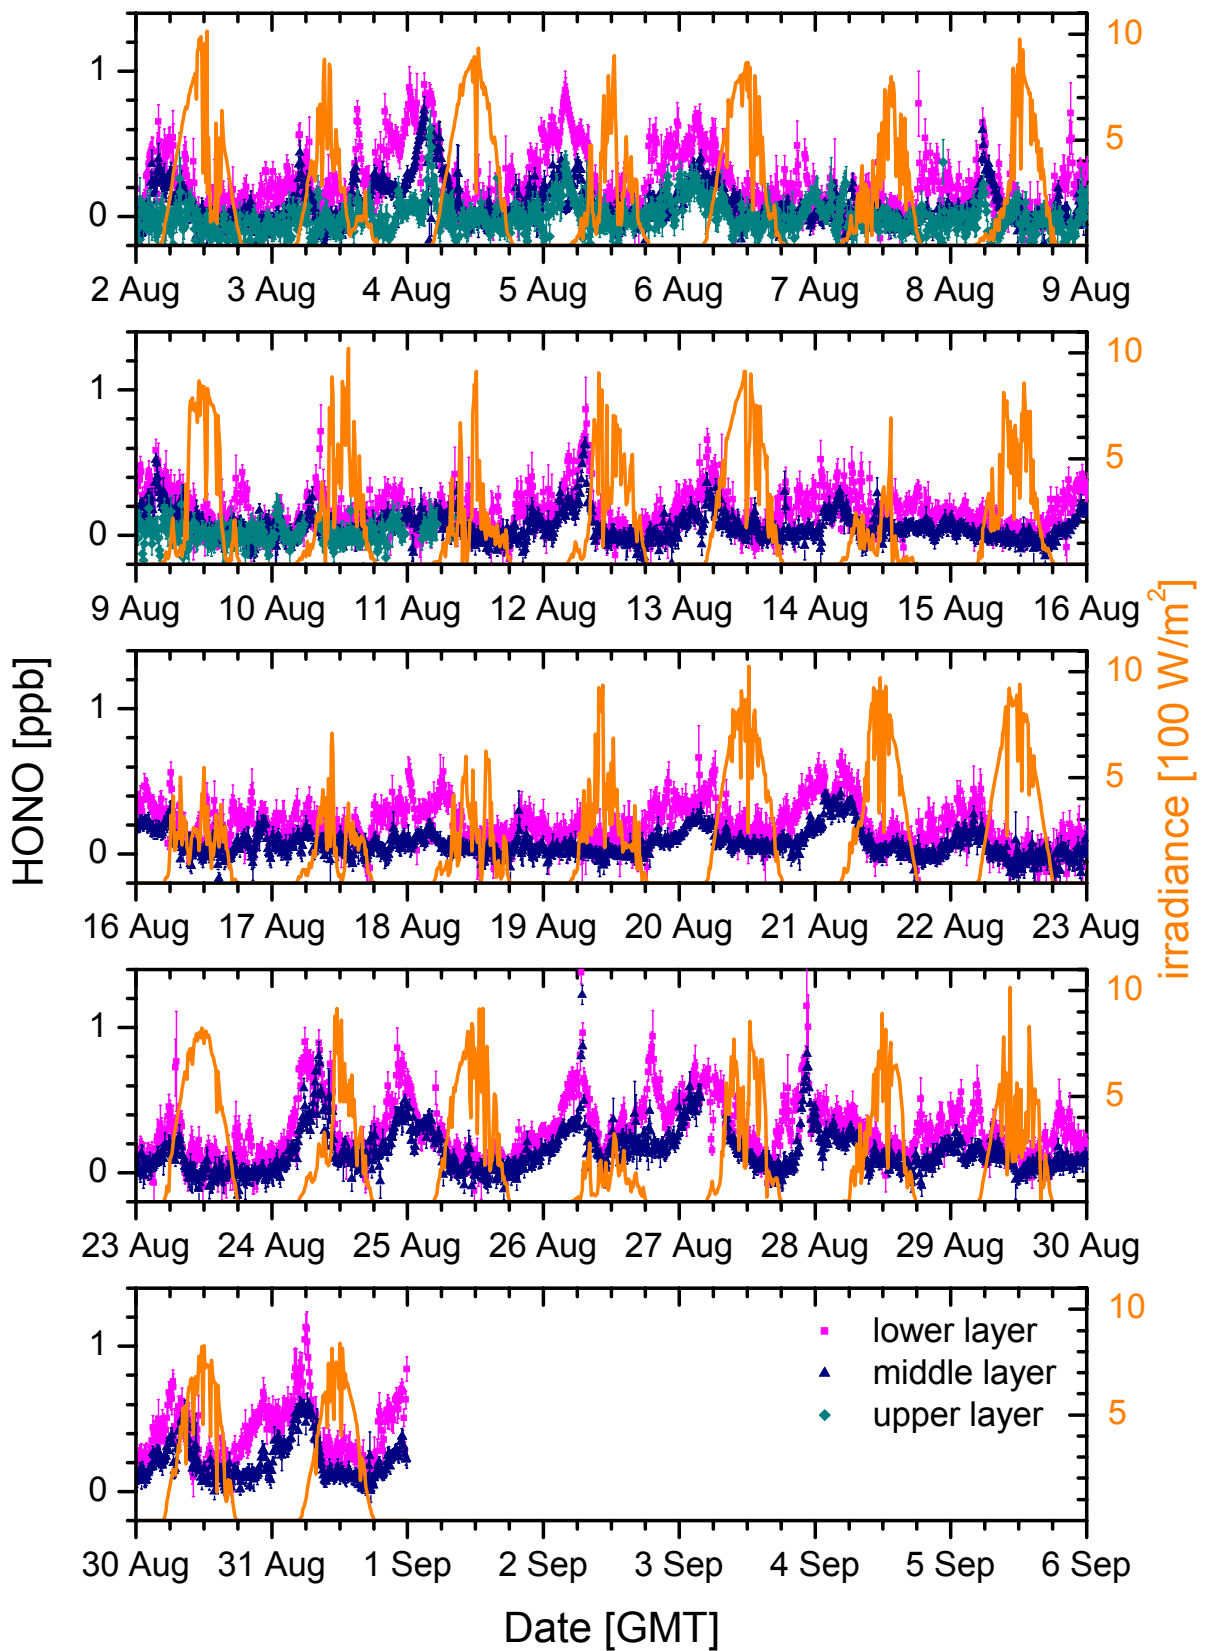 10
1
5
0
2 Aug 3 Aug 4 Aug 5 Aug 6 Aug 7 Aug 8 Aug 9 Aug
10
1
5
0
9 Aug 10 Aug 11 Aug 12 Aug 13 Aug 14 Aug 15 Aug 16 Aug
HONO [ppb]
irradiance [100 W/m²]
10
1
5
0
16 Aug 17 Aug 18 Aug 19 Aug 20 Aug 21 Aug 22 Aug 23 Aug
10
1
5
0
23 Aug 24 Aug 25 Aug 26 Aug 27 Aug 28 Aug 29 Aug 30 Aug
10
1
lower layer
middle layer
5
upper layer
0
30 Aug 31 Aug 1 Sep 2 Sep 3 Sep 4 Sep 5 Sep 6 Sep
Date [GMT]